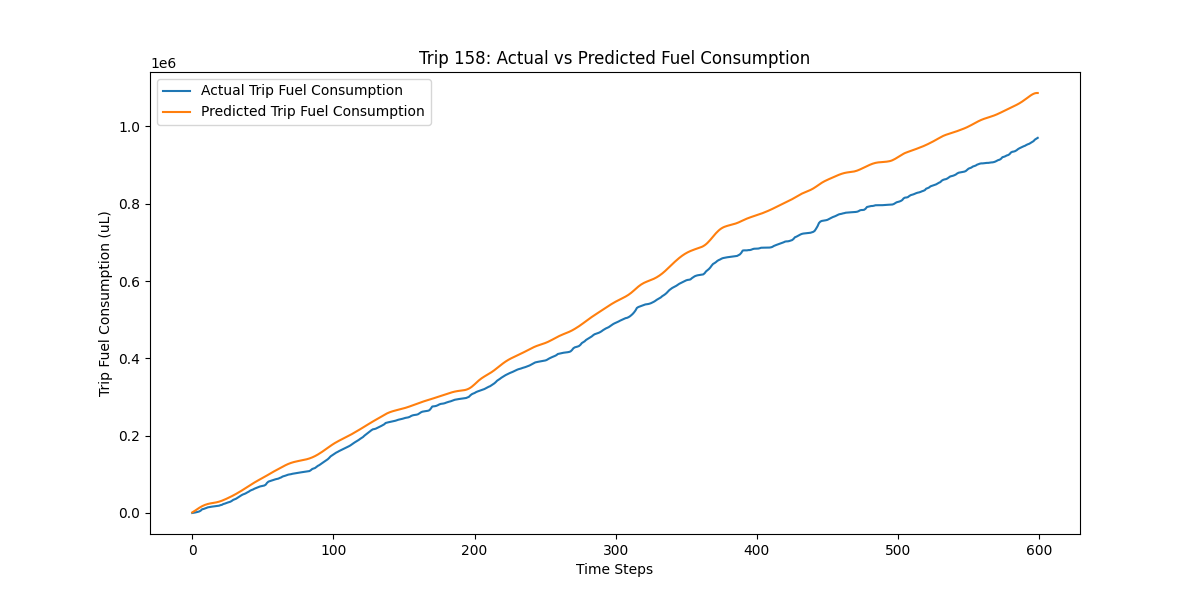 Trip 158: Actual vs Predicted Fuel Consumption
1e6
Actual Trip Fuel Consumption
Predicted Trip Fuel Consumption
1.0
0.8
0.6
0.4
0.2
0.0
Trip Fuel Consumption (uL)
0 100 200 300 400 500 600
Time Steps